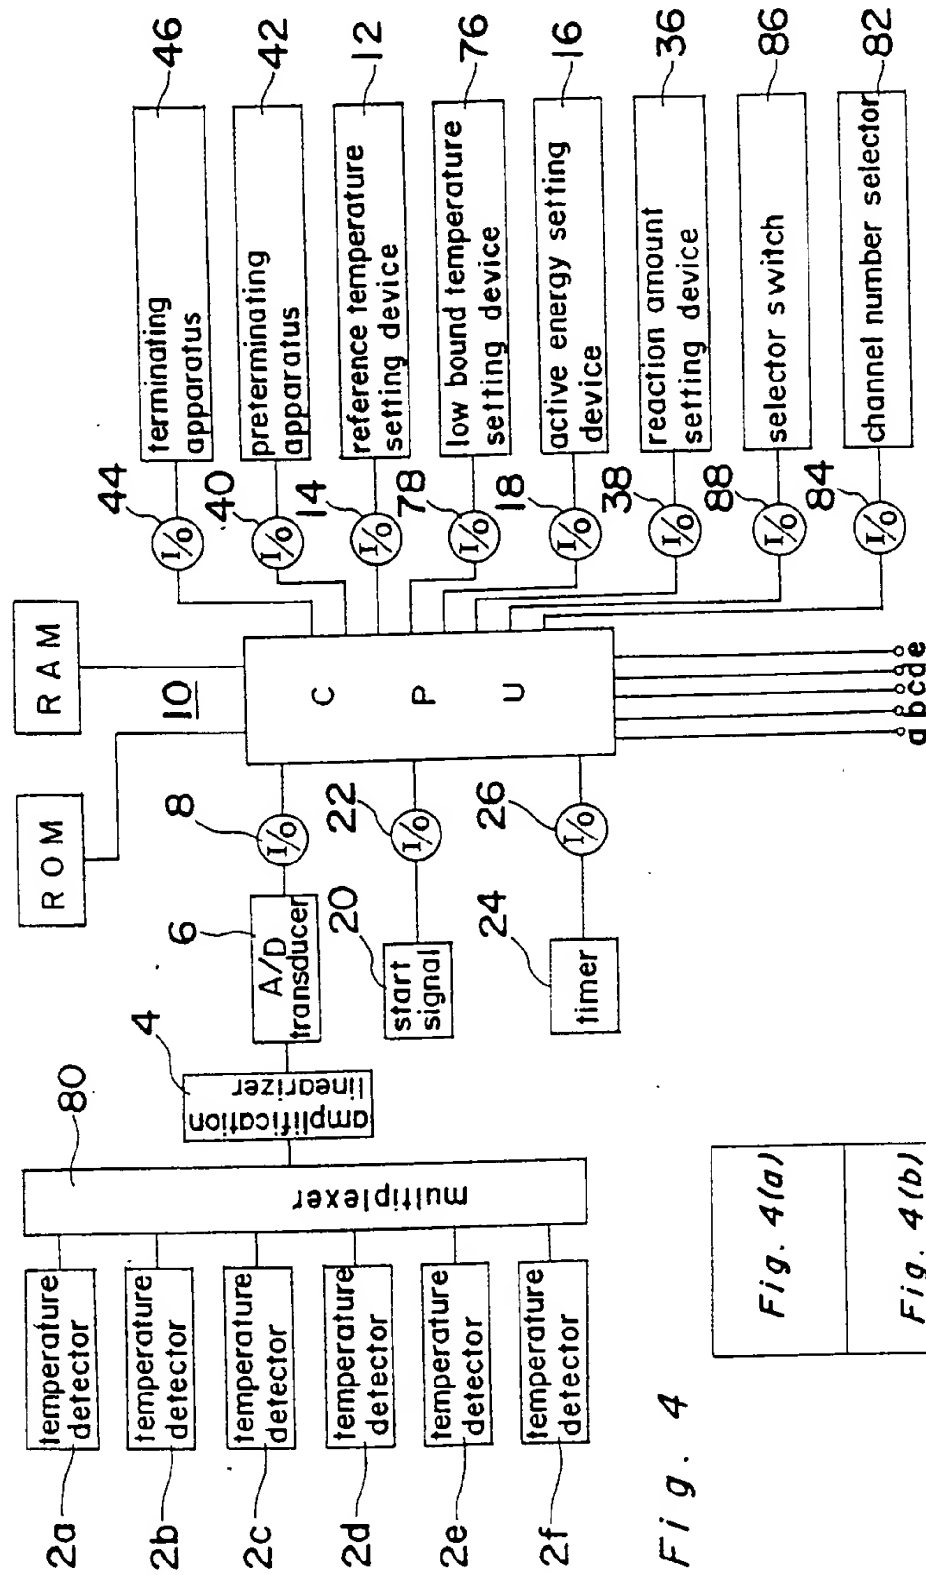 2a
temperature
detector
2b
temperature
detector
2c
temperature
detector
2d
temperature
detector
2e
temperature
detector
2f
temperature
detector
80
multiplexer
4
amplification
linearizer
6
A/D
transducer
8
I/O
20
start
signal
22
I/O
24
timer
26
I/O
ROM
RAM
10
C P U
a b c d e
44
I/O
terminating
apparatus
46
40
I/O
preterminating
apparatus
42
14
I/O
reference temperature
setting device
12
78
I/O
low bound temperature
setting device
76
18
I/O
active energy setting
device
16
38
I/O
reaction amount
setting device
36
88
I/O
selector switch
86
84
I/O
channel number selector
82
Fig. 4
Fig. 4(a)
Fig. 4(b)